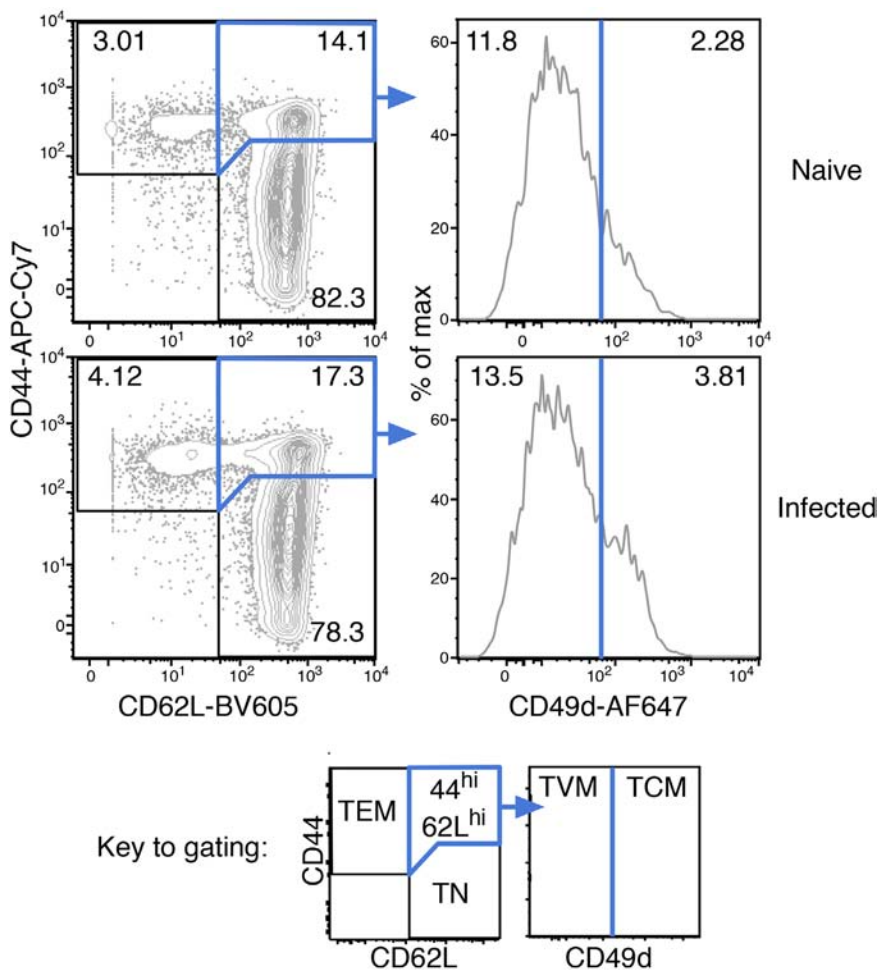 10⁴
10³
10²
10¹
0
3.01
14.1
82.3
0
10¹
10²
10³
10⁴
60
40
20
0
11.8
2.28
0
10²
10³
10⁴
Naive
CD44-APC-Cy7
% of max
10⁴
10³
10²
10¹
0
4.12
17.3
78.3
0
10¹
10²
10³
10⁴
60
40
20
0
13.5
3.81
0
10²
10³
10⁴
Infected
CD62L-BV605
CD49d-AF647
Key to gating:
CD44
TEM
44ʰⁱ
62Lʰⁱ
TN
CD62L
TVM
TCM
CD49d